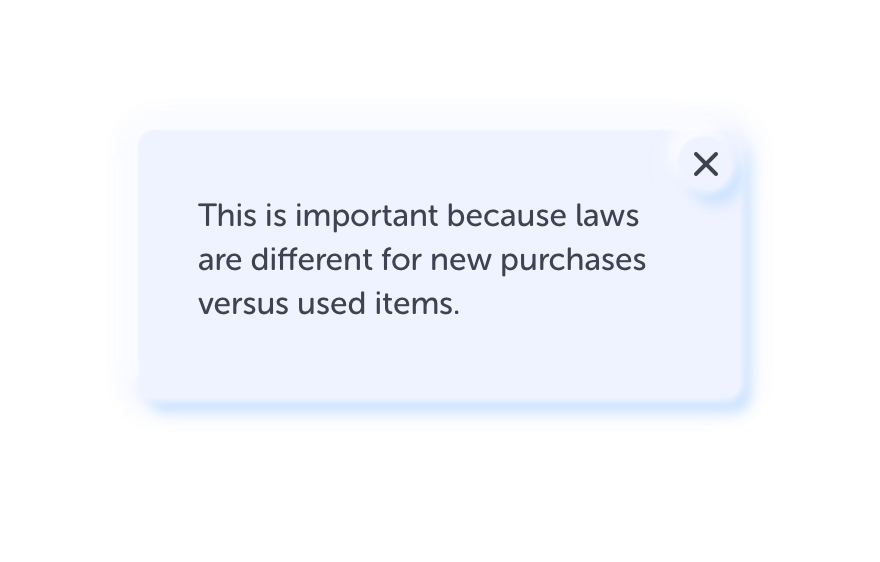 This is important because laws
are different for new purchases
versus used items.